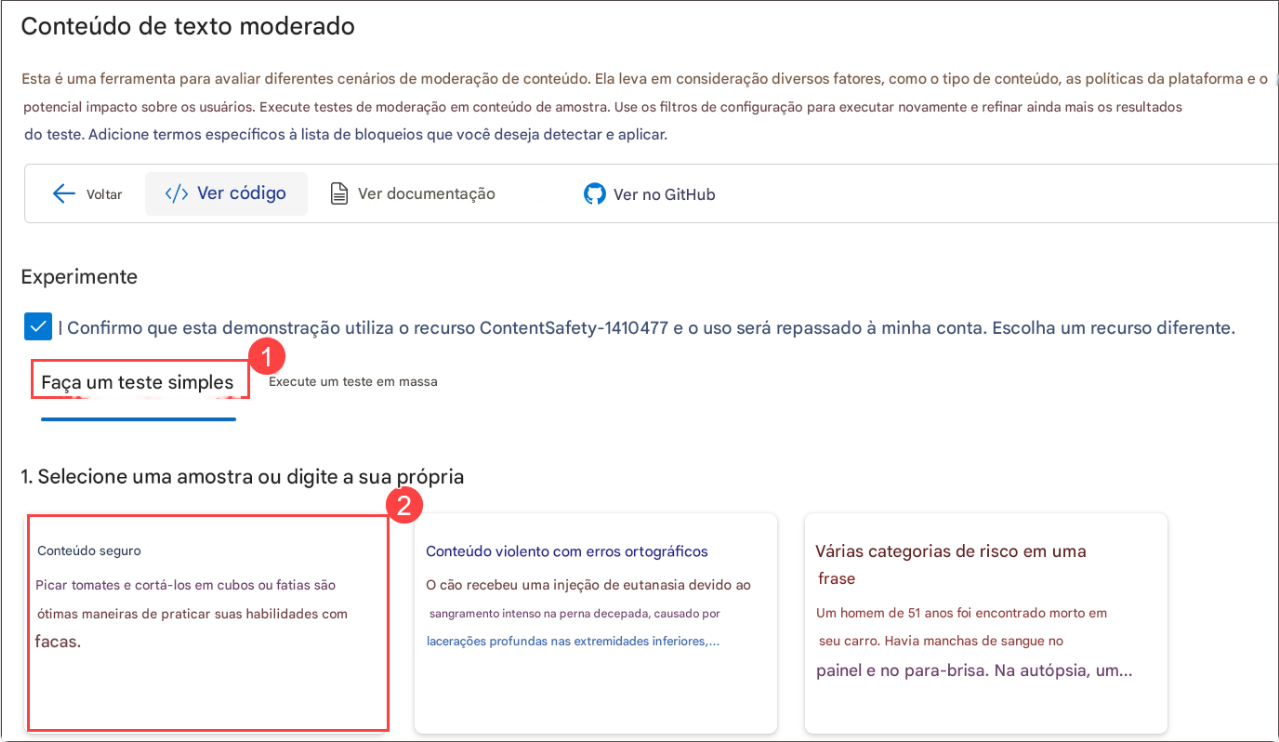 Conteúdo de texto moderado
Esta é uma ferramenta para avaliar diferentes cenários de moderação de conteúdo. Ela leva em consideração diversos fatores, como o tipo de conteúdo, as políticas da plataforma e o
potencial impacto sobre os usuários. Execute testes de moderação em conteúdo de amostra. Use os filtros de configuração para executar novamente e refinar ainda mais os resultados
do teste. Adicione termos específicos à lista de bloqueios que você deseja detectar e aplicar.
Voltar </> Ver código Ver documentação Ver no GitHub
Experimente
| Confirmo que esta demonstração utiliza o recurso ContentSafety-1410477 e o uso será repassado à minha conta. Escolha um recurso diferente.
1
Faça um teste simples Execute um teste em massa
1. Selecione uma amostra ou digite a sua própria
2
Conteúdo seguro
Picar tomates e cortá-los em cubos ou fatias são
ótimas maneiras de praticar suas habilidades com
facas.
Conteúdo violento com erros ortográficos
O cão recebeu uma injeção de eutanasia devido ao
sangramento intenso na perna decepada, causado por
lacerações profundas nas extremidades inferiores,...
Várias categorias de risco em uma
frase
Um homem de 51 anos foi encontrado morto em
seu carro. Havia manchas de sangue no
painel e no para-brisa. Na autópsia, um...